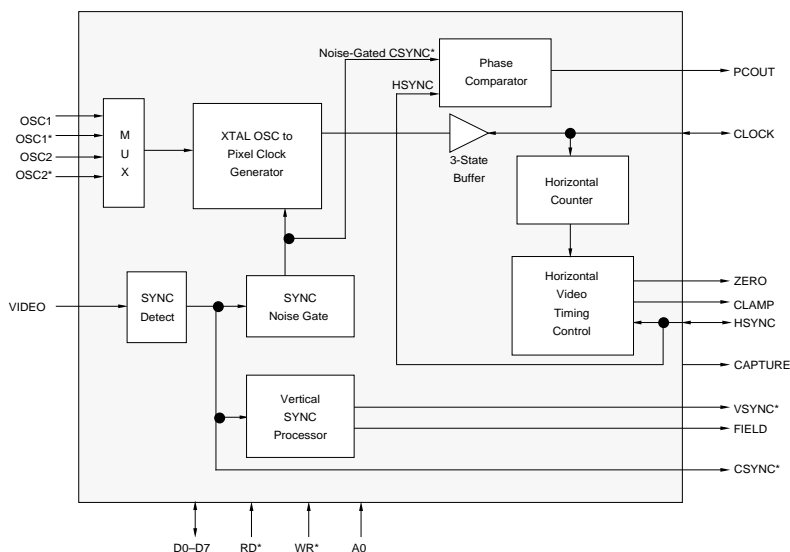 Noise-Gated CSYNC*
HSYNC
Phase
Comparator
PCOUT
OSC1
OSC1*
OSC2
OSC2*
M
U
X
XTAL OSC to
Pixel Clock
Generator
3-State
Buffer
CLOCK
Horizontal
Counter
VIDEO
SYNC
Detect
SYNC
Noise Gate
Horizontal
Video
Timing
Control
ZERO
CLAMP
HSYNC
CAPTURE
Vertical
SYNC
Processor
VSYNC*
FIELD
CSYNC*
D0–D7
RD*
WR*
A0